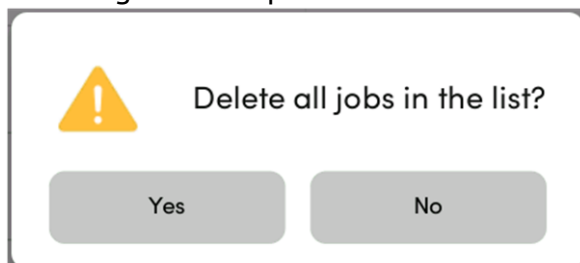 Delete all jobs in the list?
Yes
No